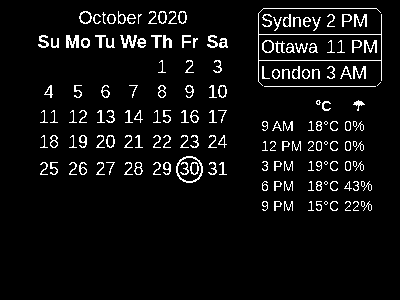 October 2020
Su Mo Tu We Th Fr Sa
1 2 3
4 5 6 7 8 9 10
11 12 13 14 15 16 17
18 19 20 21 22 23 24
25 26 27 28 29 30 31
Sydney 2 PM
Ottawa 11 PM
London 3 AM
°C ☂
9 AM 18°C 0%
12 PM 20°C 0%
3 PM 19°C 0%
6 PM 18°C 43%
9 PM 15°C 22%